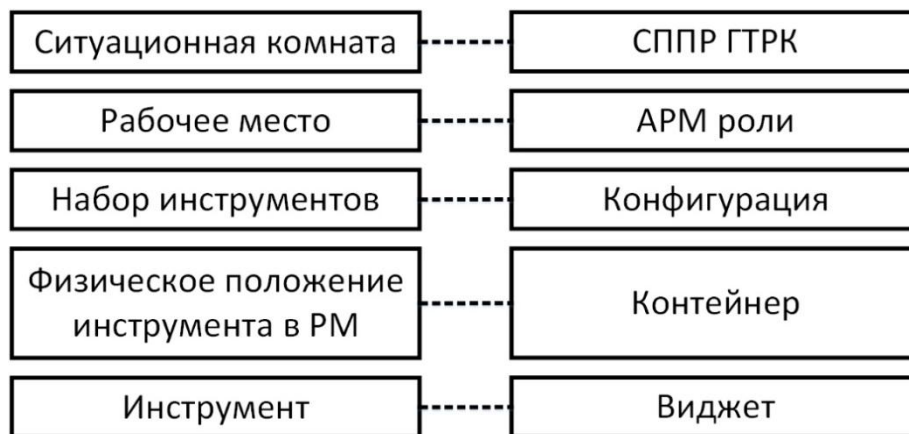 Ситуационная комната
СППР ГТРК
Рабочее место
АРМ роли
Набор инструментов
Конфигурация
Физическое положение
инструмента в РМ
Контейнер
Инструмент
Виджет